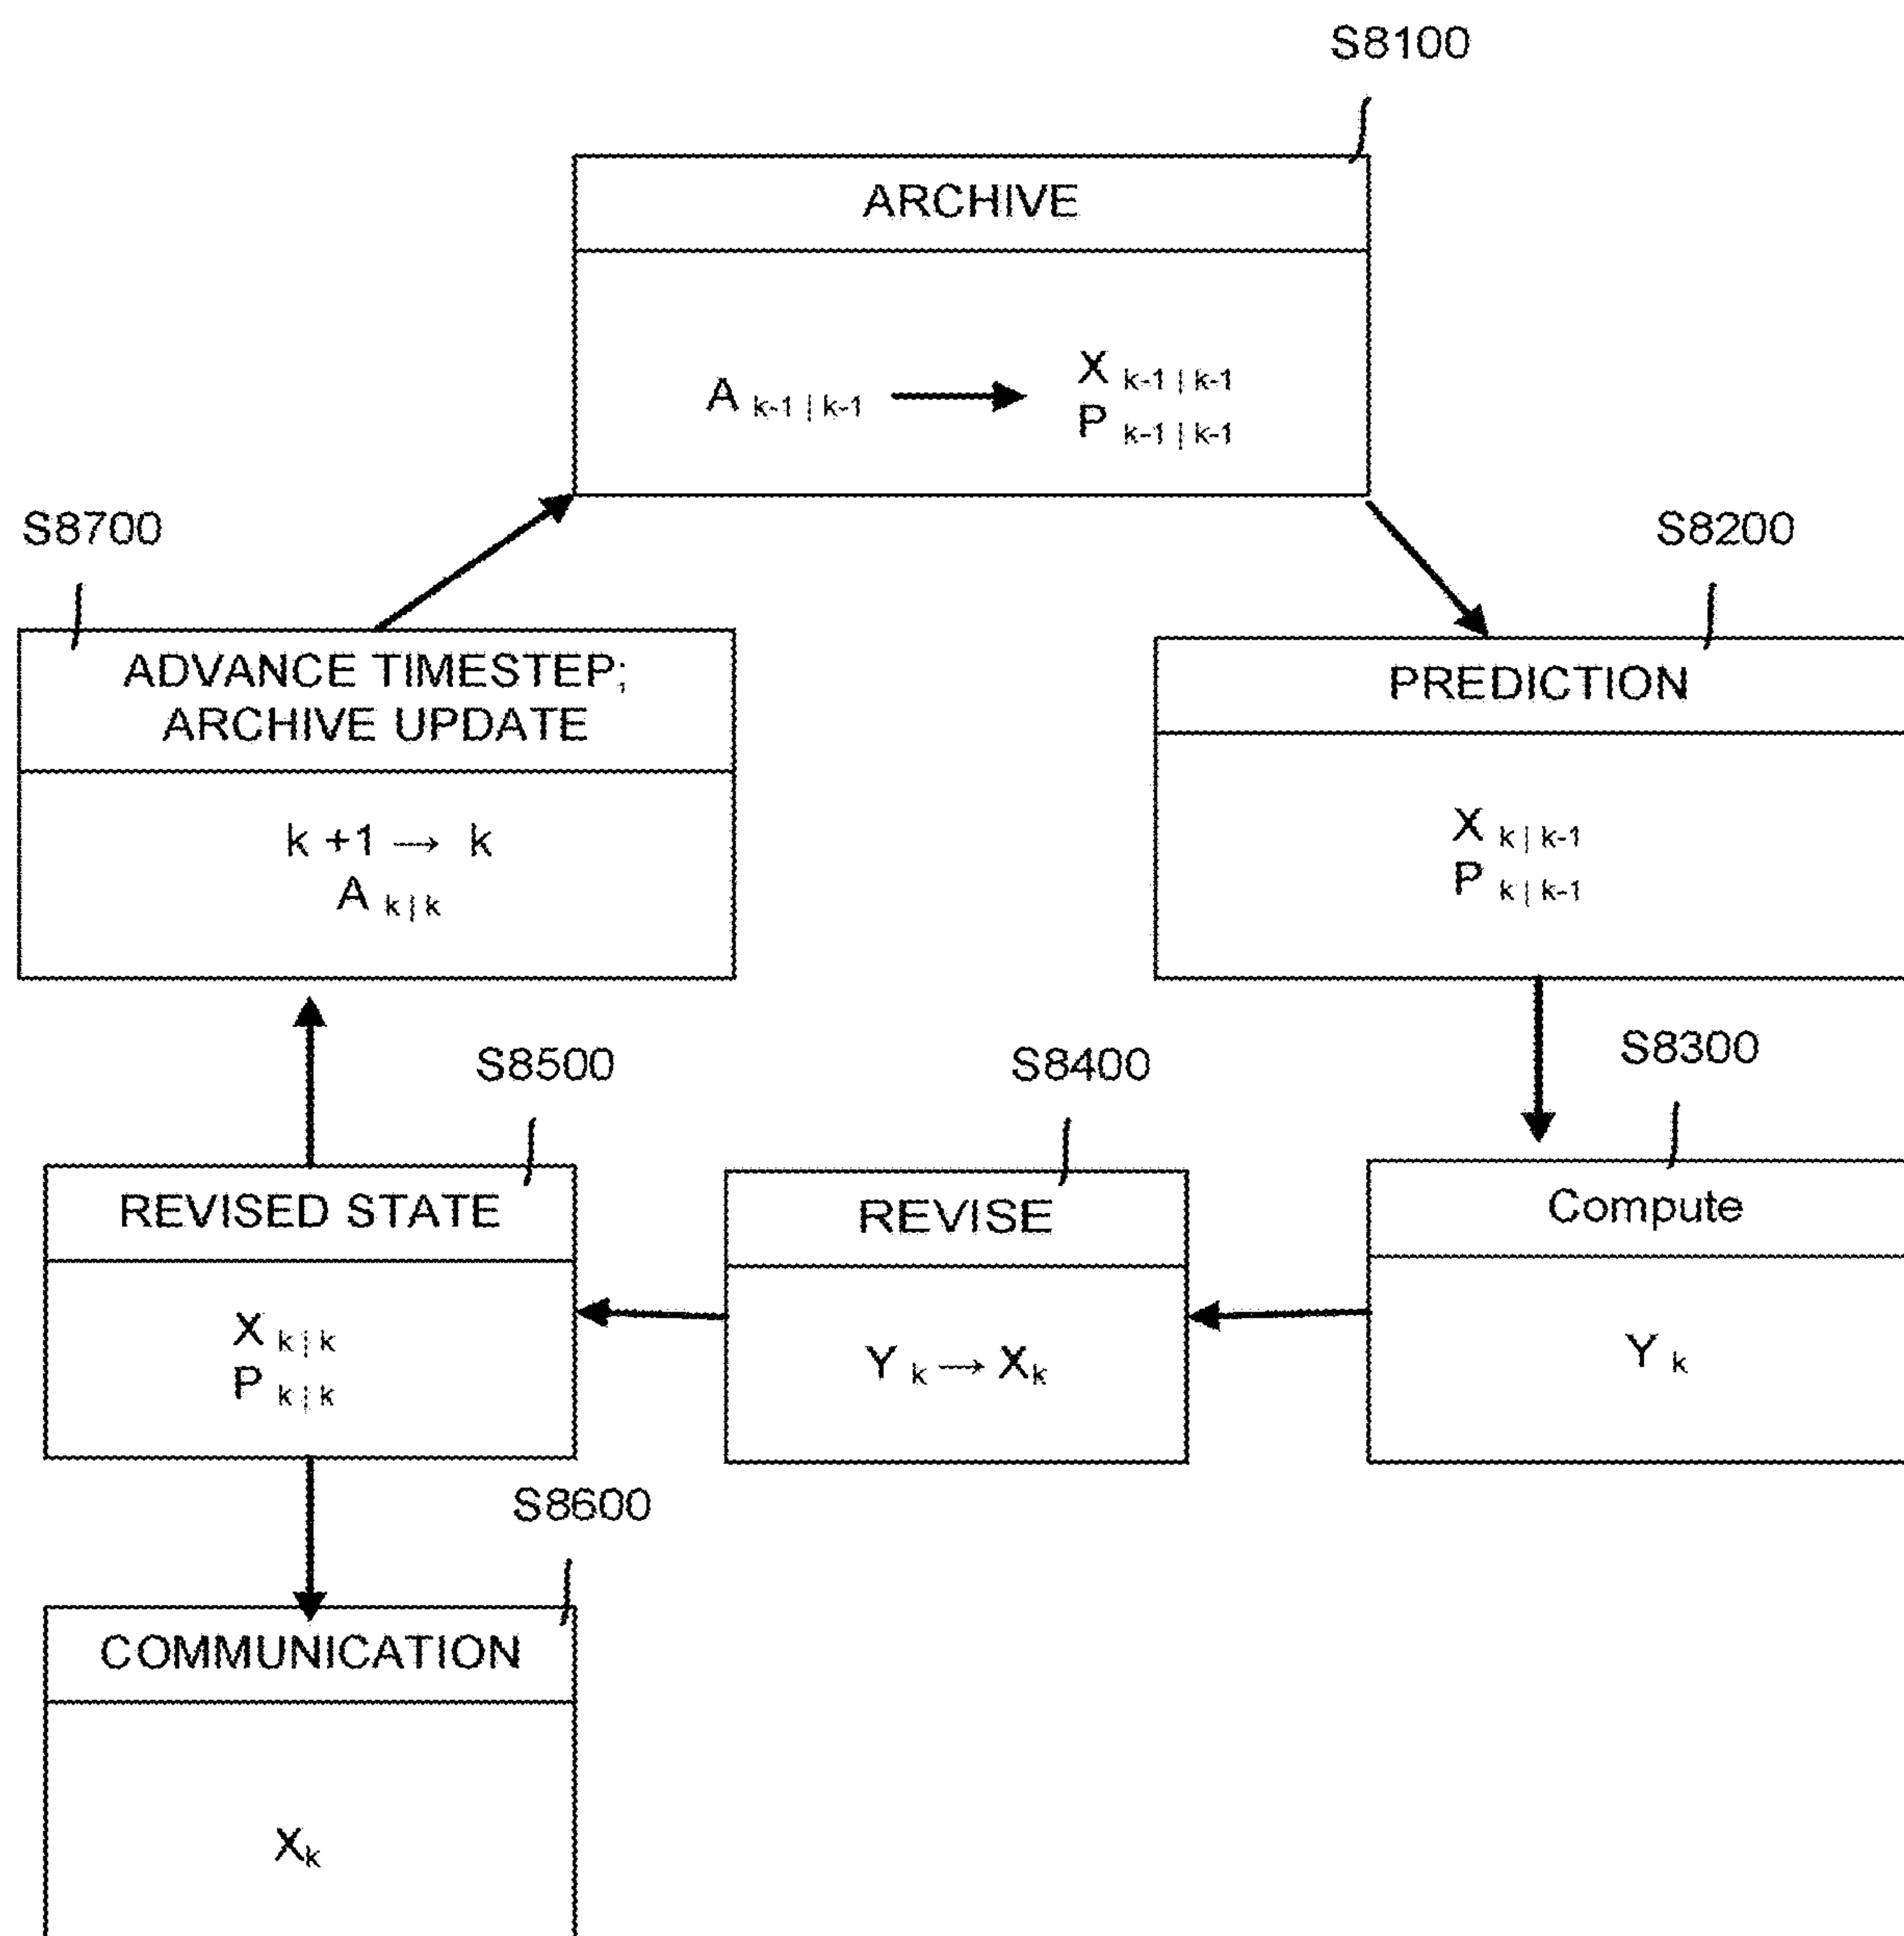 S8100
ARCHIVE
A k-1 | k-1 → X k-1 | k-1
P k-1 | k-1
S8700
S8200
ADVANCE TIMESTEP;
ARCHIVE UPDATE
PREDICTION
k +1 → k
A k | k
X k | k-1
P k | k-1
S8500
S8400
S8300
REVISED STATE
REVISE
Compute
X k | k
P k | k
Y k → Xk
Y k
S8600
COMMUNICATION
Xk